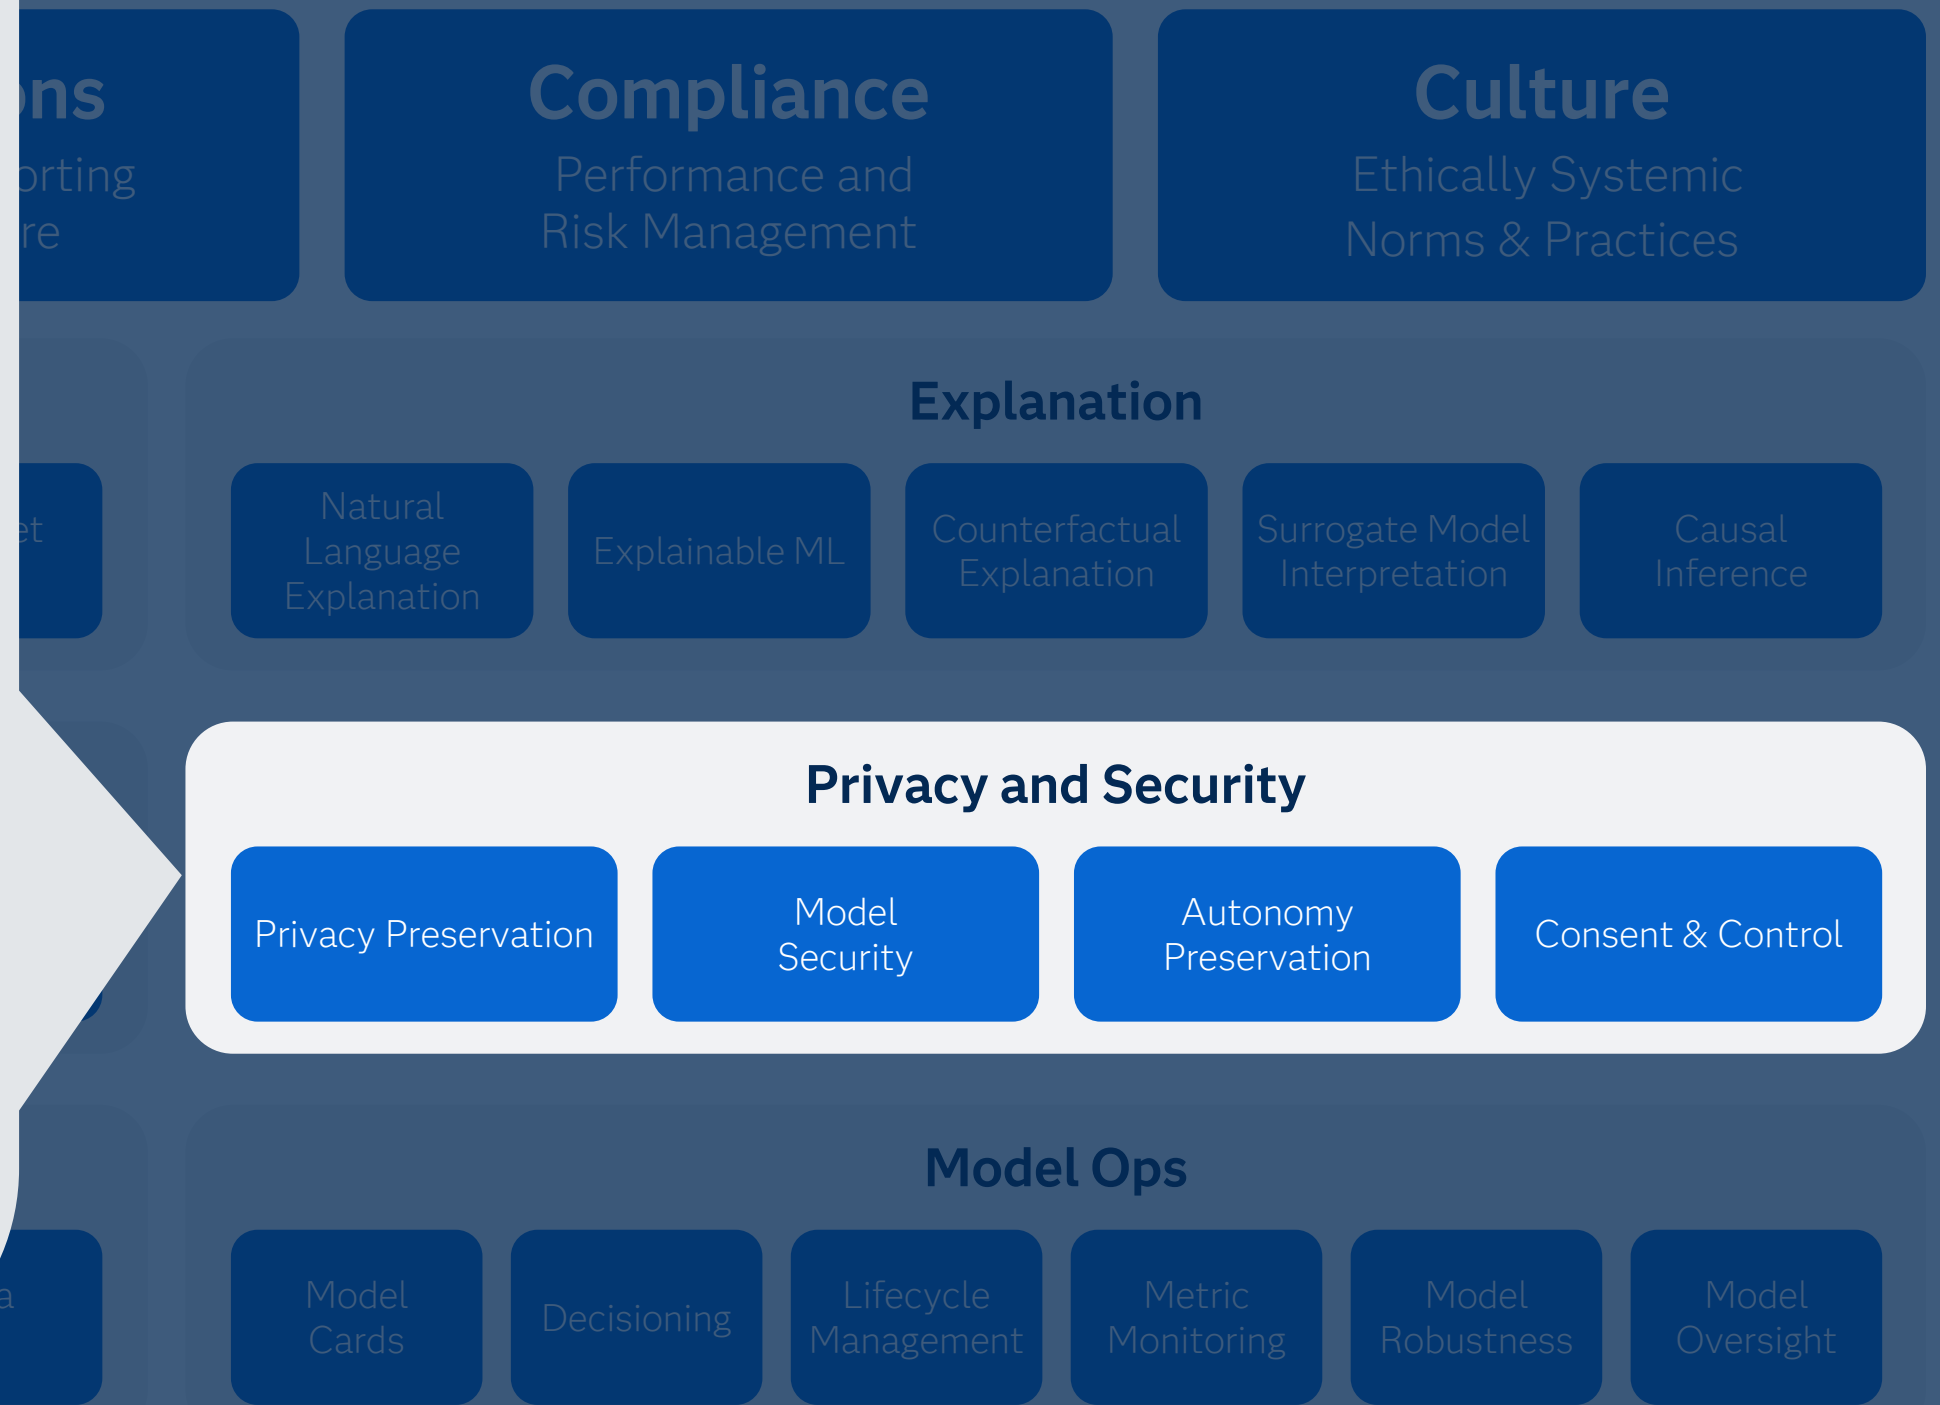 ons
Compliance
Culture
orting
re
Performance and
Risk Management
Ethically Systemic
Norms & Practices
Explanation
et
Natural
Language
Explanation
Explainable ML
Counterfactual
Explanation
Surrogate Model
Interpretation
Causal
Inference
Privacy and Security
Privacy Preservation
Model
Security
Autonomy
Preservation
Consent & Control
Model Ops
a
Model
Cards
Decisioning
Lifecycle
Management
Metric
Monitoring
Model
Robustness
Model
Oversight